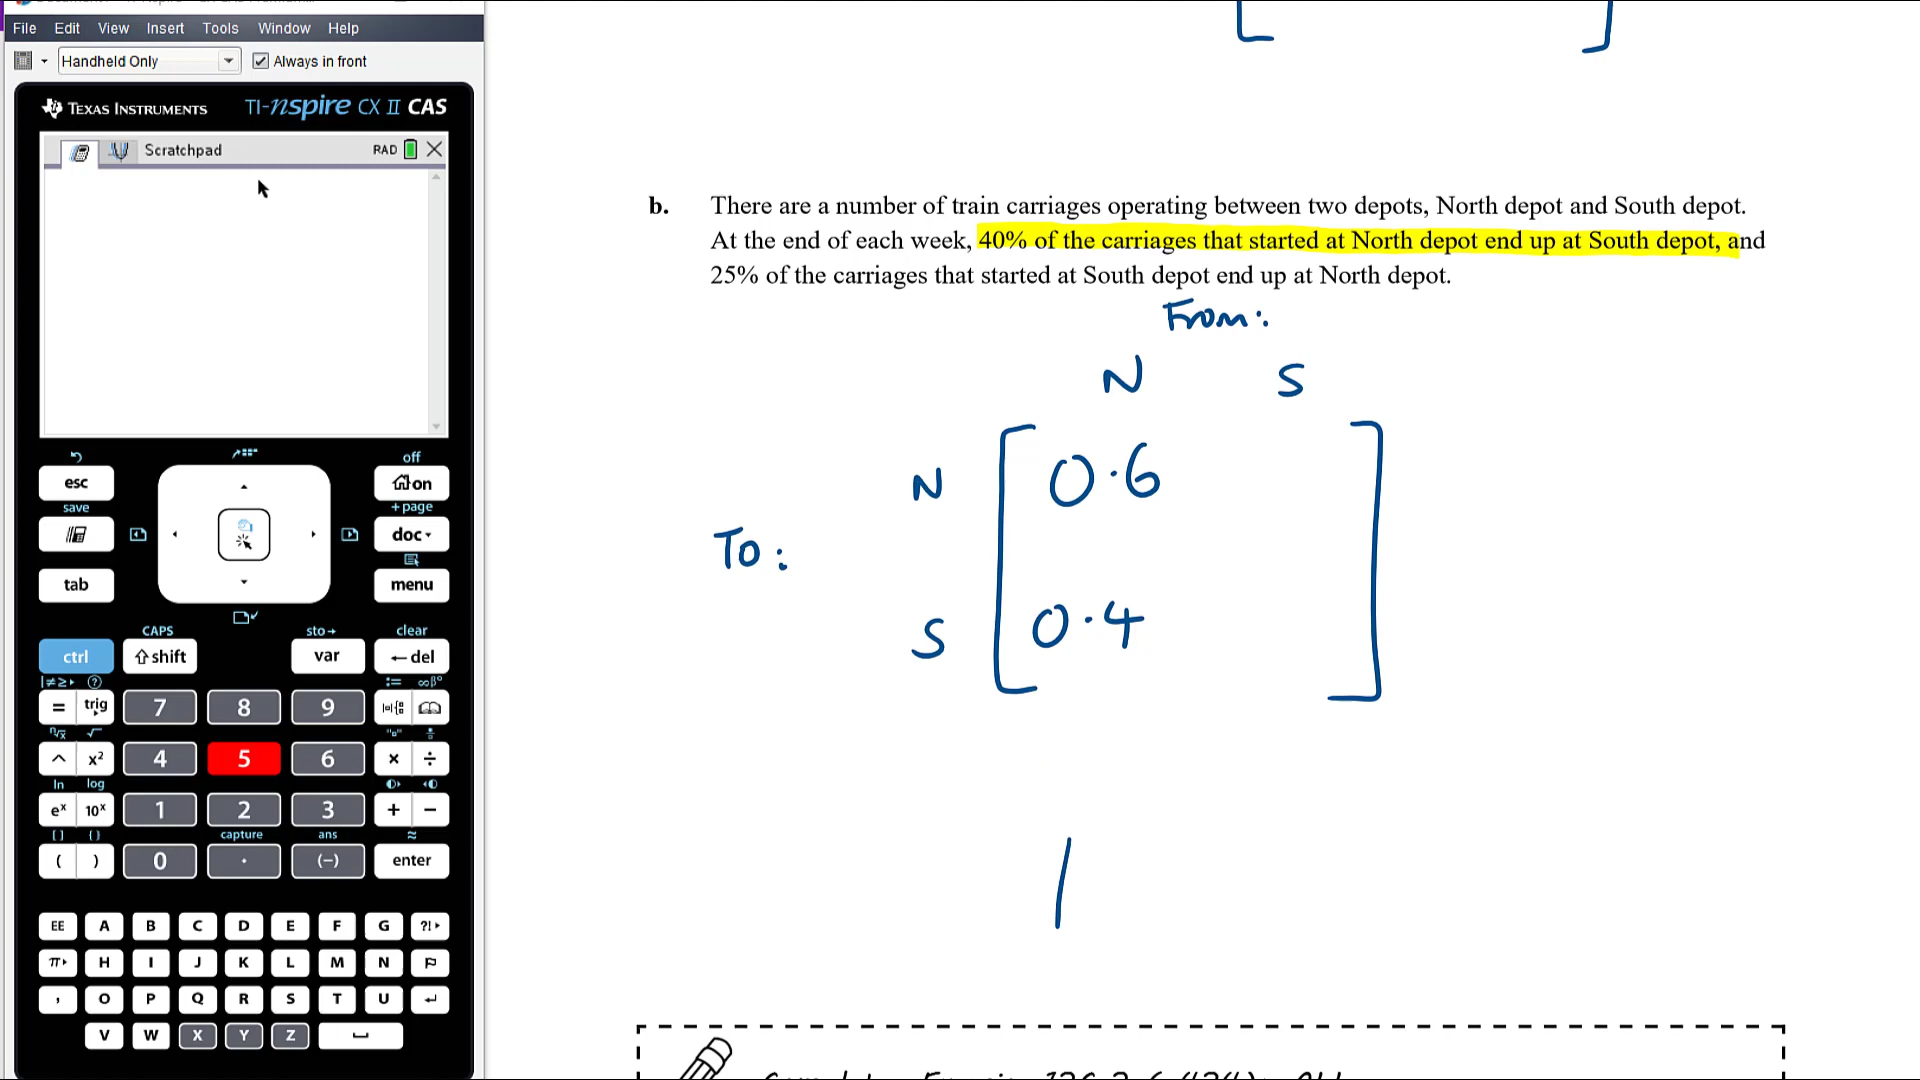 File Edit View Insert Tools Window Help
Handheld Only Always in front
TEXAS INSTRUMENTS TI-nspire CX II CAS
Scratchpad RAD
off
esc on
save +page
doc
tab menu
CAPS sto→ clear
ctrl shift var ←del
= trig 7 8 9
^ x² 4 5 6 × ÷
ln log
eˣ 10ˣ 1 2 3 + −
[] {} capture ans ≈
( ) 0 . (−) enter
EE A B C D E F G ?!
π H I J K L M N
, O P Q R S T U
V W X Y Z
b. There are a number of train carriages operating between two depots, North depot and South depot.
At the end of each week, 40% of the carriages that started at North depot end up at South depot, and
25% of the carriages that started at South depot end up at North depot.
From:
N S
N 0.6
To:
S 0.4